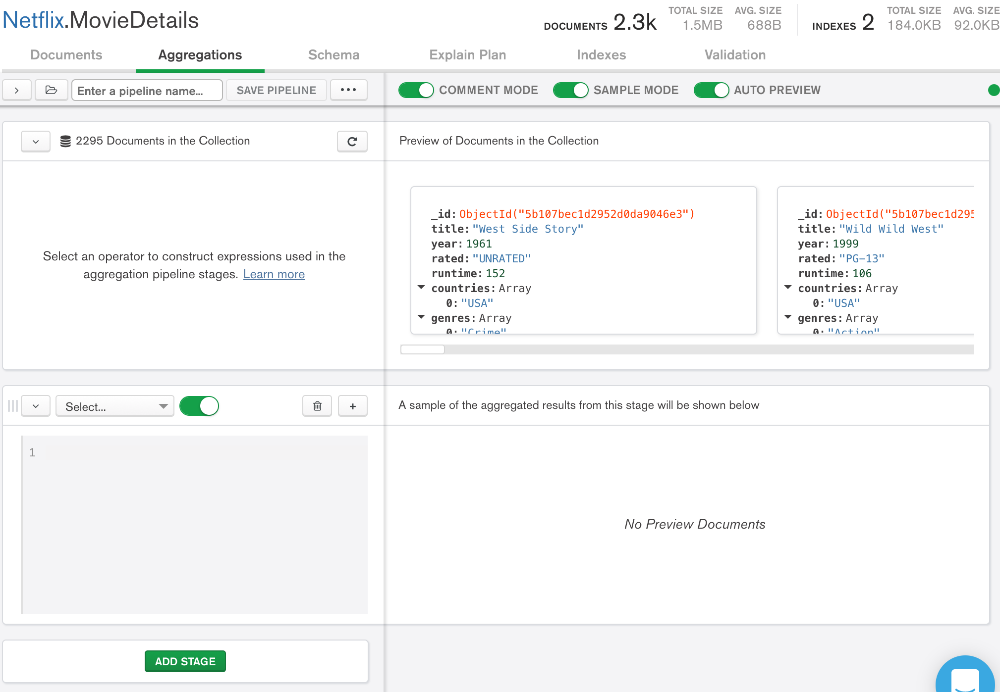 Netflix.MovieDetails
DOCUMENTS 2.3k TOTAL SIZE 1.5MB AVG. SIZE 688B INDEXES 2 TOTAL SIZE 184.0KB AVG. SIZE 92.0KB
Documents Aggregations Schema Explain Plan Indexes Validation
Enter a pipeline name... SAVE PIPELINE ••• COMMENT MODE SAMPLE MODE AUTO PREVIEW
2295 Documents in the Collection
Preview of Documents in the Collection
Select an operator to construct expressions used in the
aggregation pipeline stages. Learn more
_id: ObjectId("5b107bec1d2952d0da9046e3")
title: "West Side Story"
year: 1961
rated: "UNRATED"
runtime: 152
countries: Array
0: "USA"
genres: Array
0: "Crime"
_id: ObjectId("5b107bec1d295
title: "Wild Wild West"
year: 1999
rated: "PG-13"
runtime: 106
countries: Array
0: "USA"
genres: Array
0: "Action"
Select...
+
A sample of the aggregated results from this stage will be shown below
1
No Preview Documents
ADD STAGE